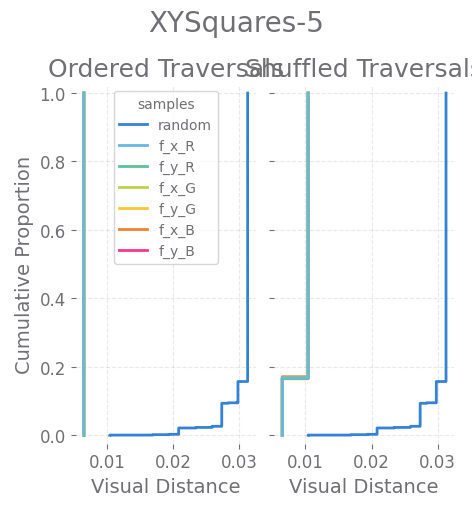 XYSquares-5
Ordered Traversals
Shuffled Traversals
samples
random
f_x_R
f_y_R
f_x_G
f_y_G
f_x_B
f_y_B
Cumulative Proportion
1.0
0.8
0.6
0.4
0.2
0.0
0.01 0.02 0.03
0.01 0.02 0.03
Visual Distance
Visual Distance